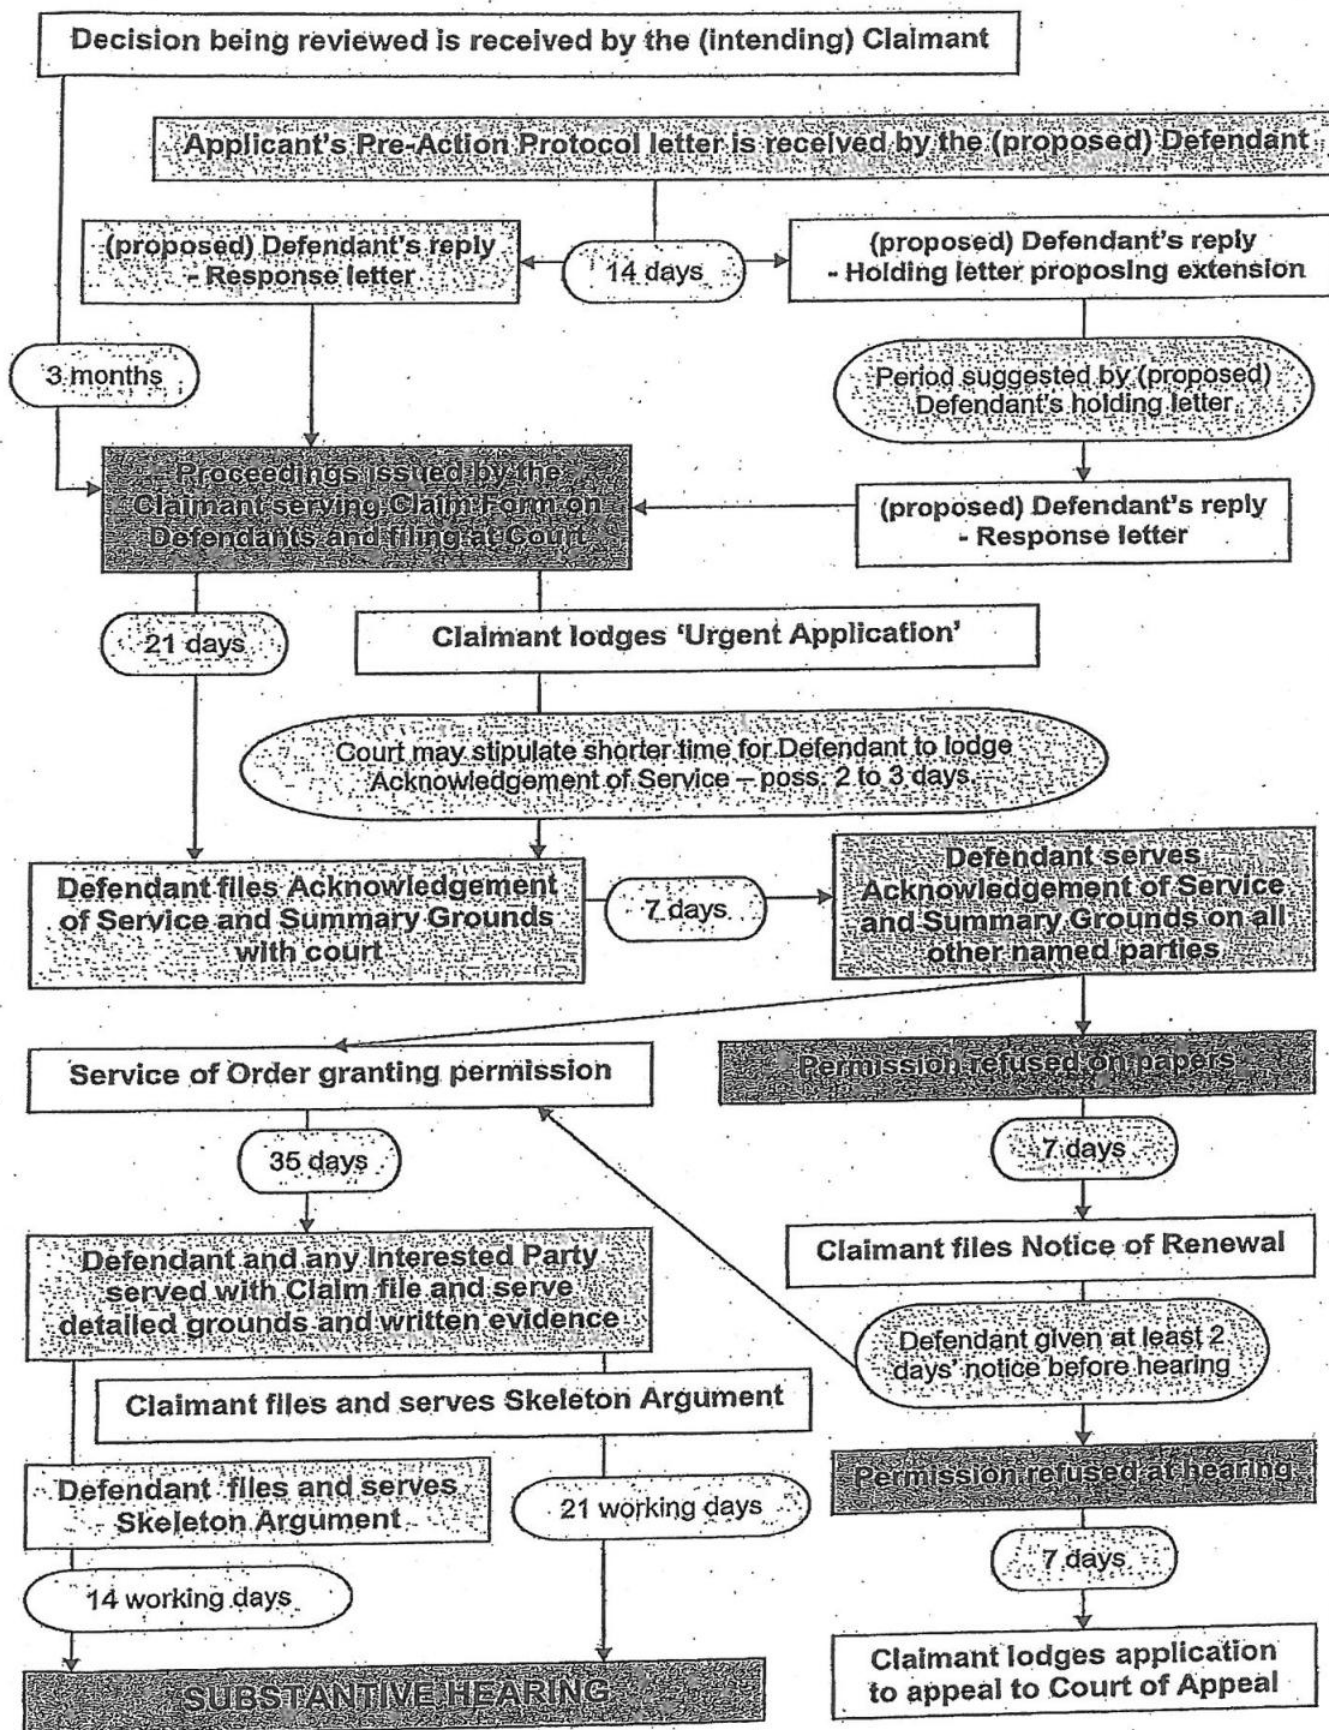 Decision being reviewed is received by the (intending) Claimant
Applicant's Pre-Action Protocol letter is received by the (proposed) Defendant
(proposed) Defendant's reply
- Response letter
14 days
(proposed) Defendant's reply
- Holding letter proposing extension
3 months
Period suggested by (proposed)
Defendant's holding letter
Proceedings issued by the
Claimant serving Claim Form on
Defendants and filing at Court
(proposed) Defendant's reply
- Response letter
21 days
Claimant lodges 'Urgent Application'
Court may stipulate shorter time for Defendant to lodge
Acknowledgement of Service – poss. 2 to 3 days.
Defendant files Acknowledgement
of Service and Summary Grounds
with court
7 days
Defendant serves
Acknowledgement of Service
and Summary Grounds on all
other named parties
Service of Order granting permission
Permission refused on papers
35 days
7 days
Defendant and any Interested Party
served with Claim file and serve
detailed grounds and written evidence
Claimant files Notice of Renewal
Defendant given at least 2
days' notice before hearing
Claimant files and serves Skeleton Argument
Permission refused at hearing
Defendant files and serves
Skeleton Argument
21 working days
7 days
14 working days
SUBSTANTIVE HEARING
Claimant lodges application
to appeal to Court of Appeal